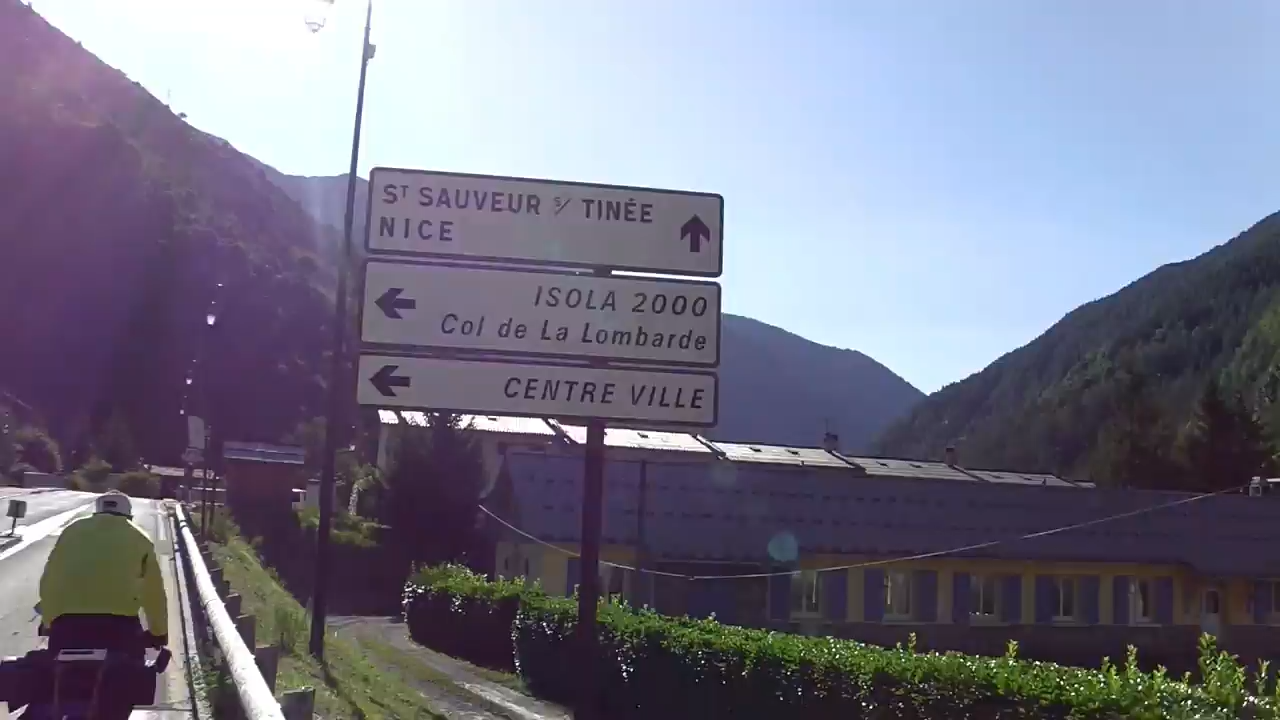 ST SAUVEUR S/ TINÉE
NICE
ISOLA 2000
Col de La Lombarde
CENTRE VILLE